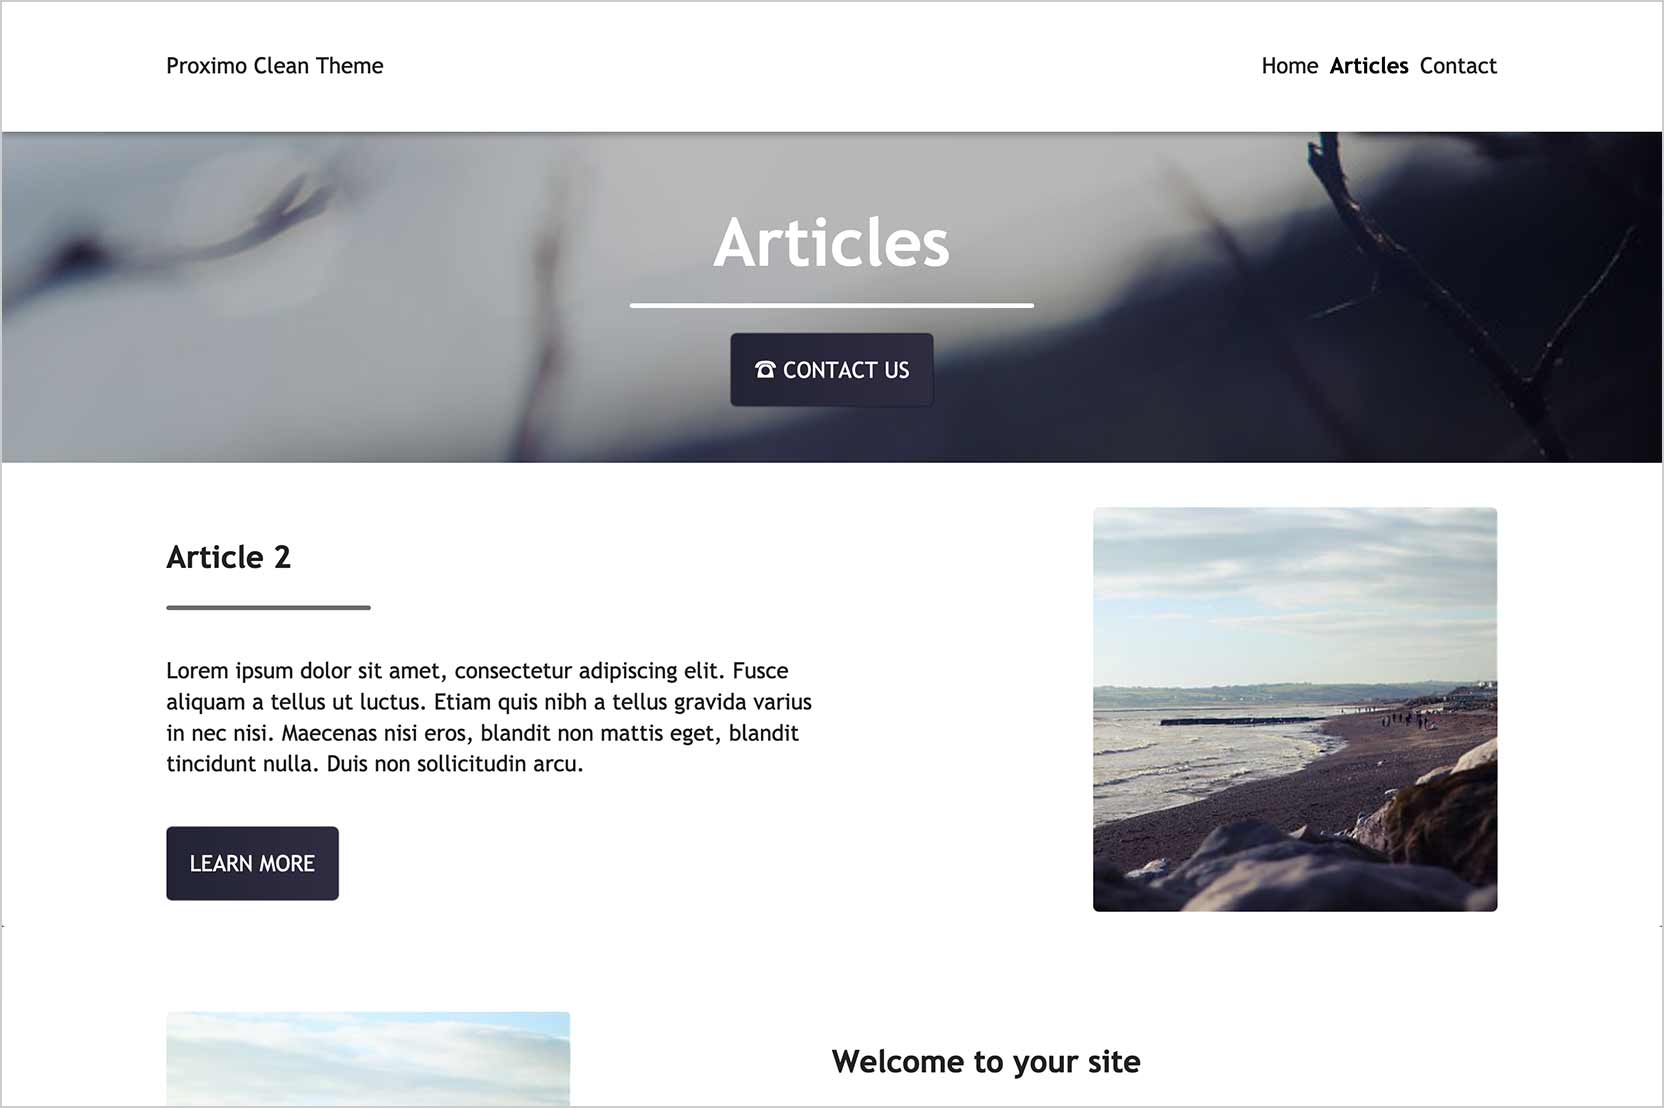 Proximo Clean Theme
Home Articles Contact
Articles
☎ CONTACT US
Article 2
Lorem ipsum dolor sit amet, consectetur adipiscing elit. Fusce
aliquam a tellus ut luctus. Etiam quis nibh a tellus gravida varius
in nec nisi. Maecenas nisi eros, blandit non mattis eget, blandit
tincidunt nulla. Duis non sollicitudin arcu.
LEARN MORE
Welcome to your site